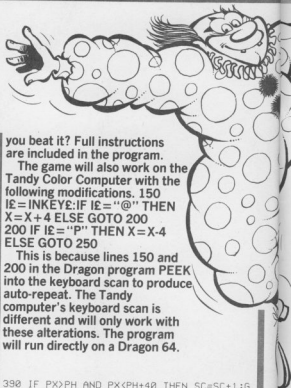 you beat it? Full instructions
are included in the program.
The game will also work on the
Tandy Color Computer with the
following modifications. 150
I£=INKEY£:IF I£="@" THEN
X=X+4 ELSE GOTO 200
200 IF I£="P" THEN X=X-4
ELSE GOTO 250
This is because lines 150 and
200 in the Dragon program PEEK
into the keyboard scan to produce
auto-repeat. The Tandy
computer's keyboard scan is
different and will only work with
these alterations. The program
will run directly on a Dragon 64.
390 IF PX>PH AND PX<PH+40 THEN SC=SC+1:G